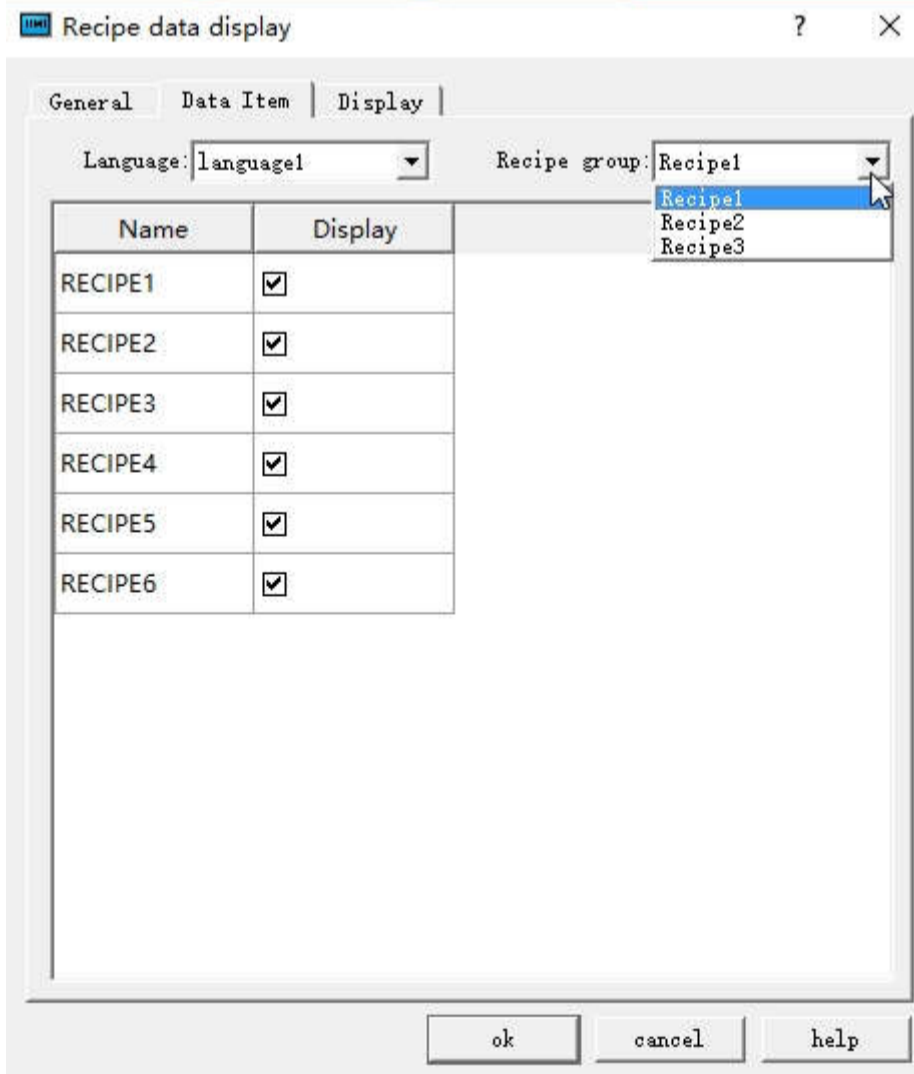 HMI Recipe data display ? ×
General Data Item Display
Language: language1 Recipe group: Recipe1
Recipe1
Recipe2
Recipe3
Name Display
RECIPE1
RECIPE2
RECIPE3
RECIPE4
RECIPE5
RECIPE6
ok cancel help